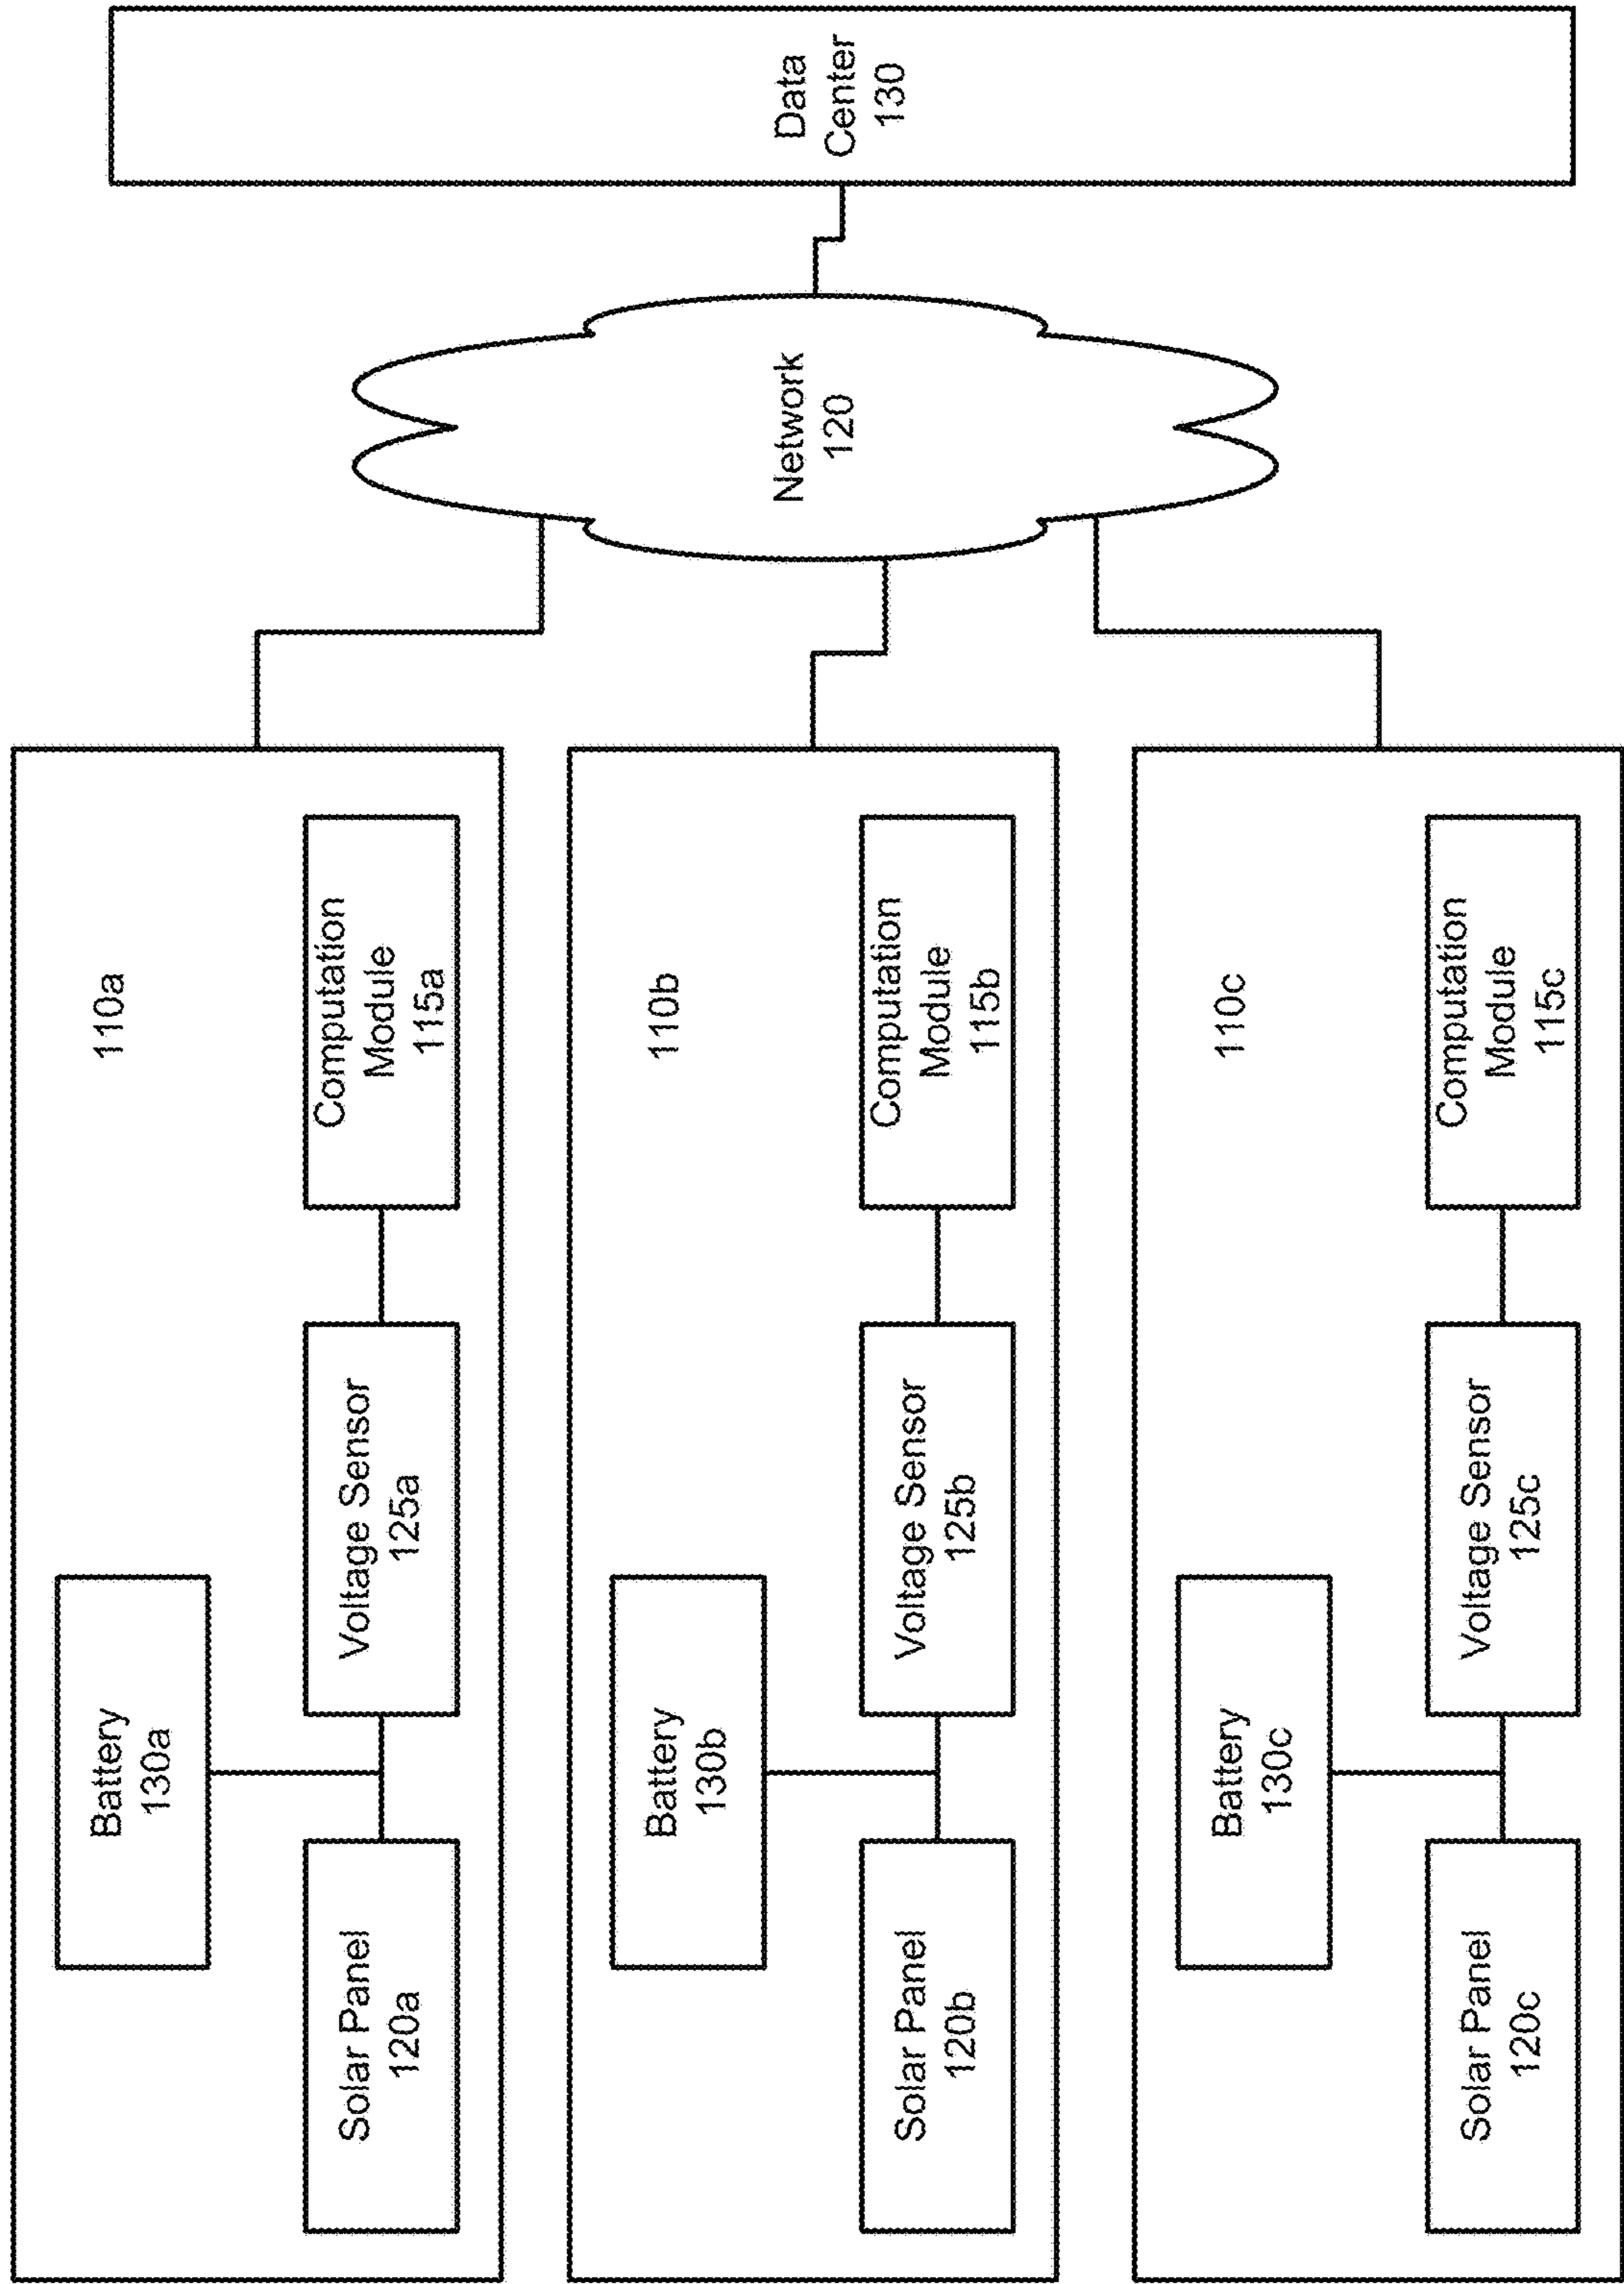 110a
Battery
130a
Solar Panel
120a
Voltage Sensor
125a
Computation
Module
115a
110b
Battery
130b
Solar Panel
120b
Voltage Sensor
125b
Computation
Module
115b
110c
Battery
130c
Solar Panel
120c
Voltage Sensor
125c
Computation
Module
115c
Network
120
Data
Center
130